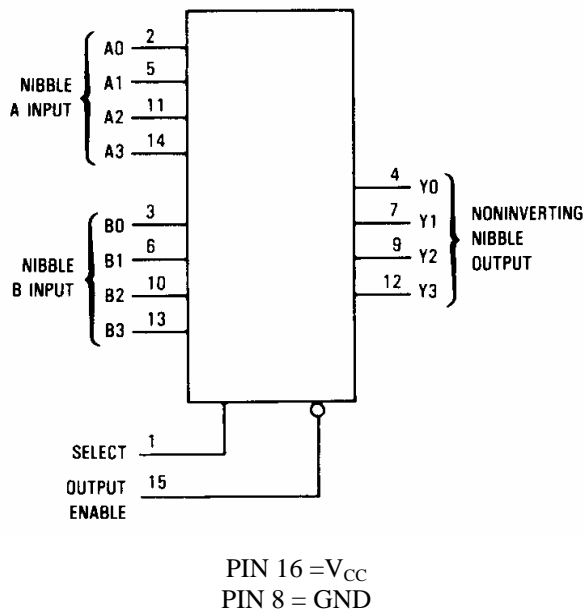 A0 2
A1 5
A2 11
A3 14
NIBBLE
A INPUT
B0 3
B1 6
B2 10
B3 13
NIBBLE
B INPUT
4 Y0
7 Y1
9 Y2
12 Y3
NONINVERTING
NIBBLE
OUTPUT
SELECT 1
OUTPUT 15
ENABLE
PIN 16 =VCC
PIN 8 = GND